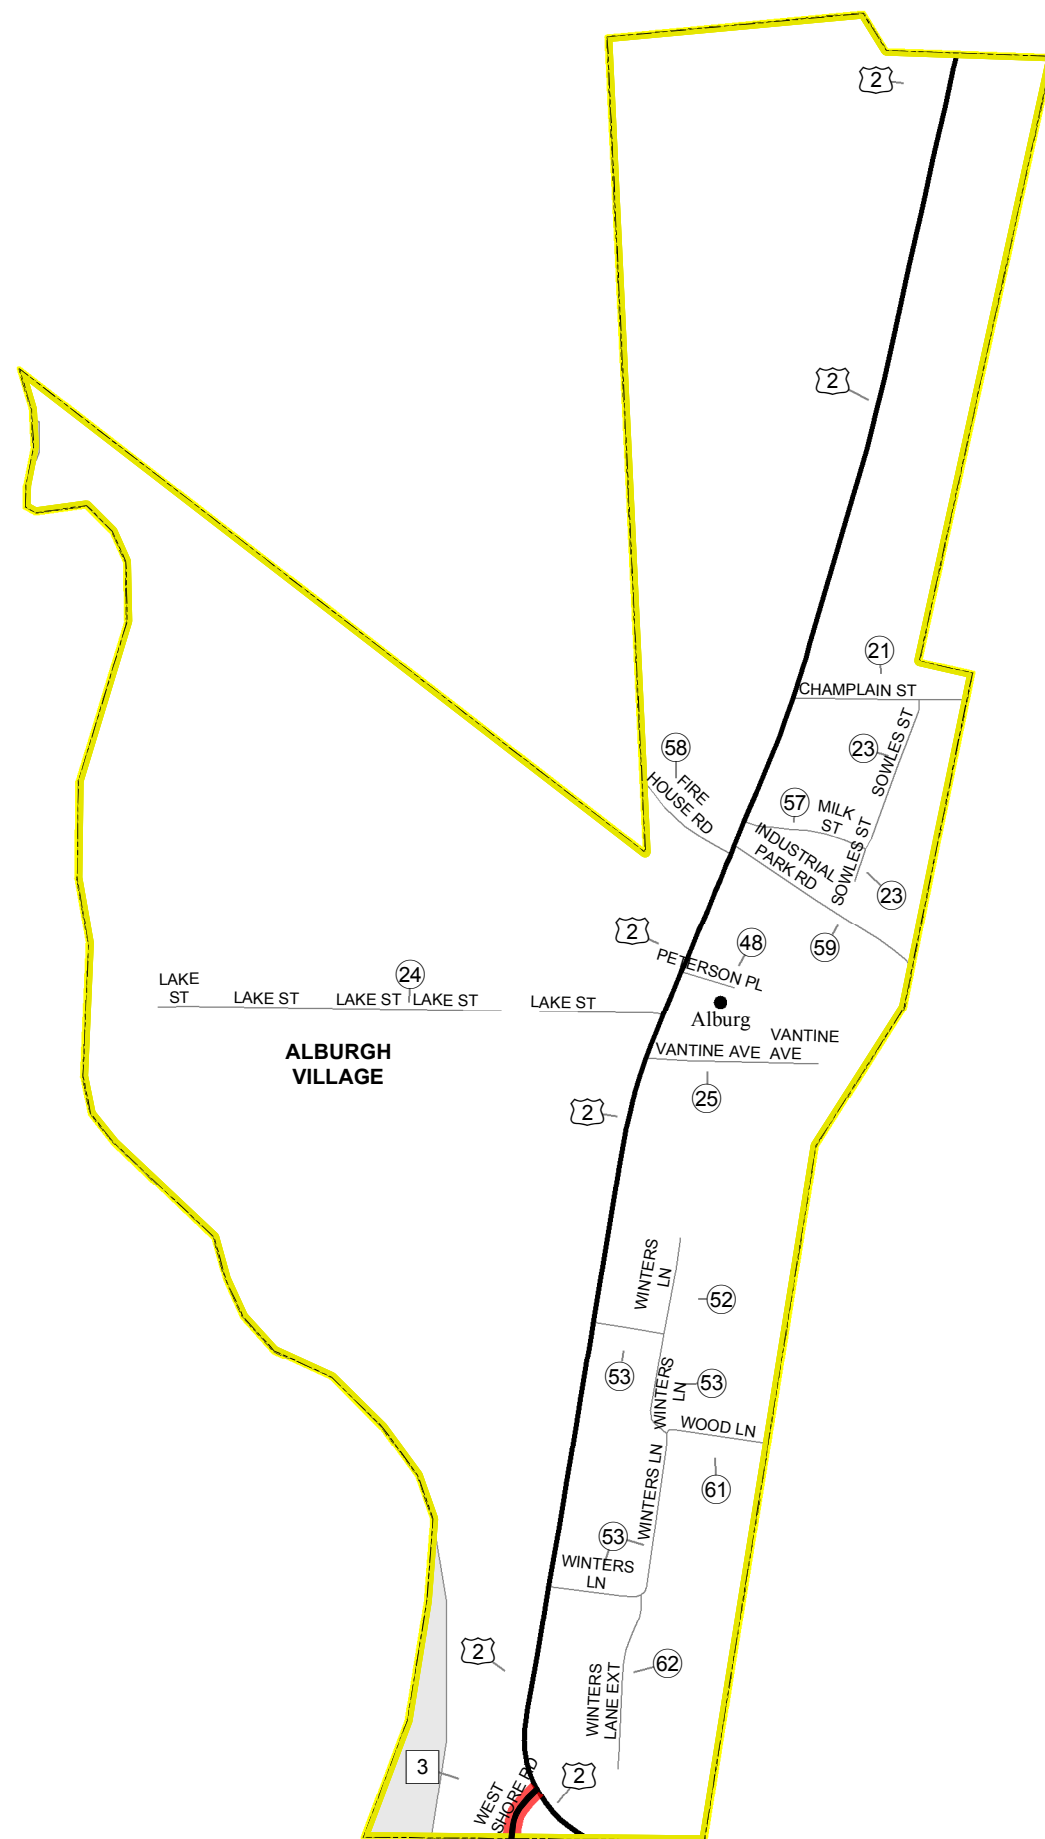 2
2
21
CHAMPLAIN ST
58
FIRE
HOUSE RD
23
SOWLES ST
57
MILK
ST
INDUSTRIAL
PARK RD
SOWLES ST
23
59
2
48
PETERSON PL
24
LAKE
ST
LAKE ST
LAKE ST
LAKE ST
LAKE ST
Alburg
VANTINE AVE
VANTINE
AVE
ALBURGH
VILLAGE
25
2
WINTERS
LN
52
53
WINTERS
LN
53
WOOD LN
61
WINTERS LN
53
WINTERS
LN
2
62
WINTERS
LANE EXT
3
WEST
SHORE RD
2